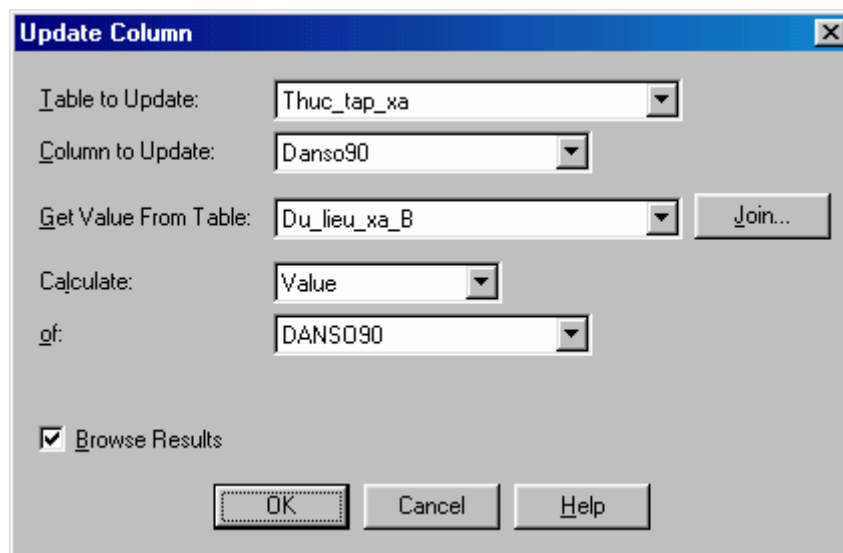 Update Column
Table to Update: Thuc_tap_xa
Column to Update: Danso90
Get Value From Table: Du_lieu_xa_B Join...
Calculate: Value
of: DANSO90
Browse Results
OK Cancel Help